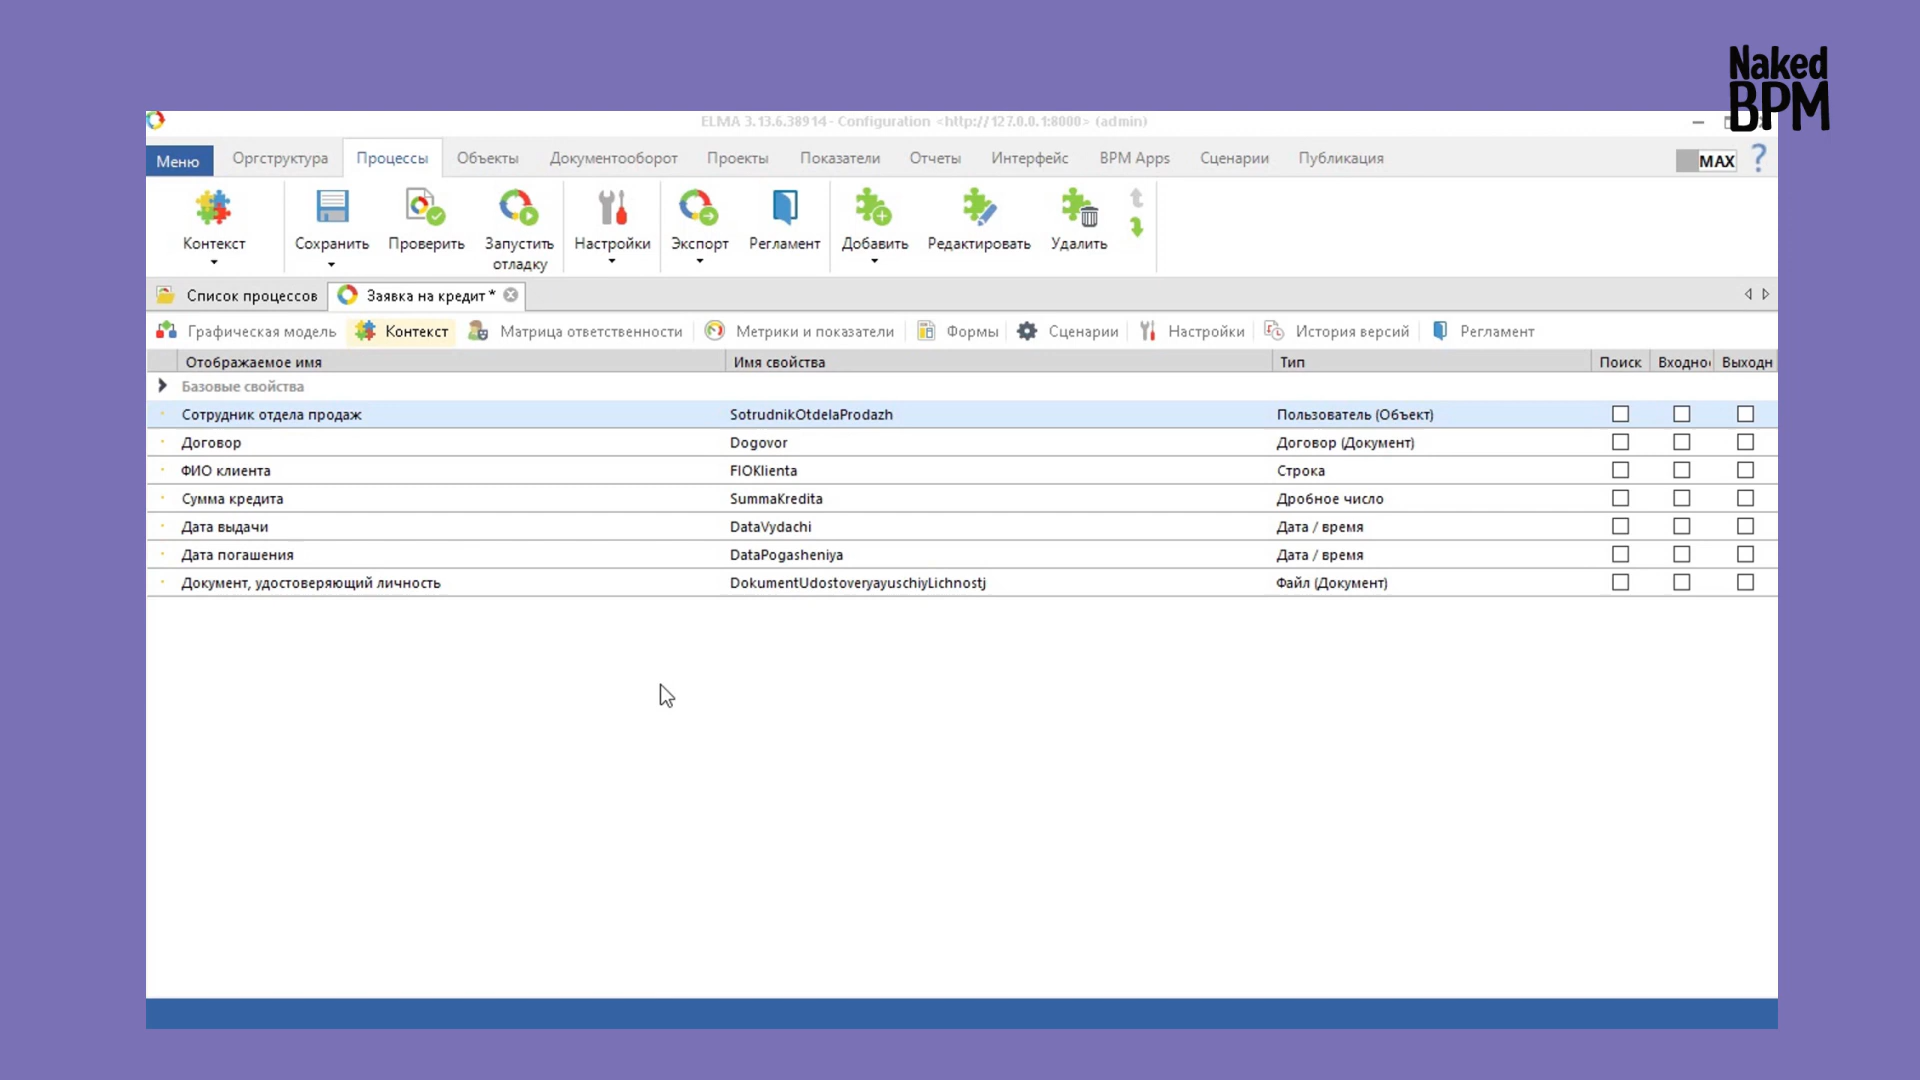 Naked
BPM
ELMA 3.13.6.38914 - Configuration <http://127.0.0.1:8000> (admin)
Меню Оргструктура Процессы Объекты Документооборот Проекты Показатели Отчеты Интерфейс BPM Apps Сценарии Публикация MAX ?
Контекст Сохранить Проверить Запустить отладку Настройки Экспорт Регламент Добавить Редактировать Удалить
Список процессов Заявка на кредит *
Графическая модель Контекст Матрица ответственности Метрики и показатели Формы Сценарии Настройки История версий Регламент
Отображаемое имя Имя свойства Тип Поиск Входно Выходн
Базовые свойства
Сотрудник отдела продаж SotrudnikOtdelaProdazh Пользователь (Объект)
Договор Dogovor Договор (Документ)
ФИО клиента FIOKlienta Строка
Сумма кредита SummaKredita Дробное число
Дата выдачи DataVydachi Дата / время
Дата погашения DataPogasheniya Дата / время
Документ, удостоверяющий личность DokumentUdostoveryayuschiyLichnostj Файл (Документ)